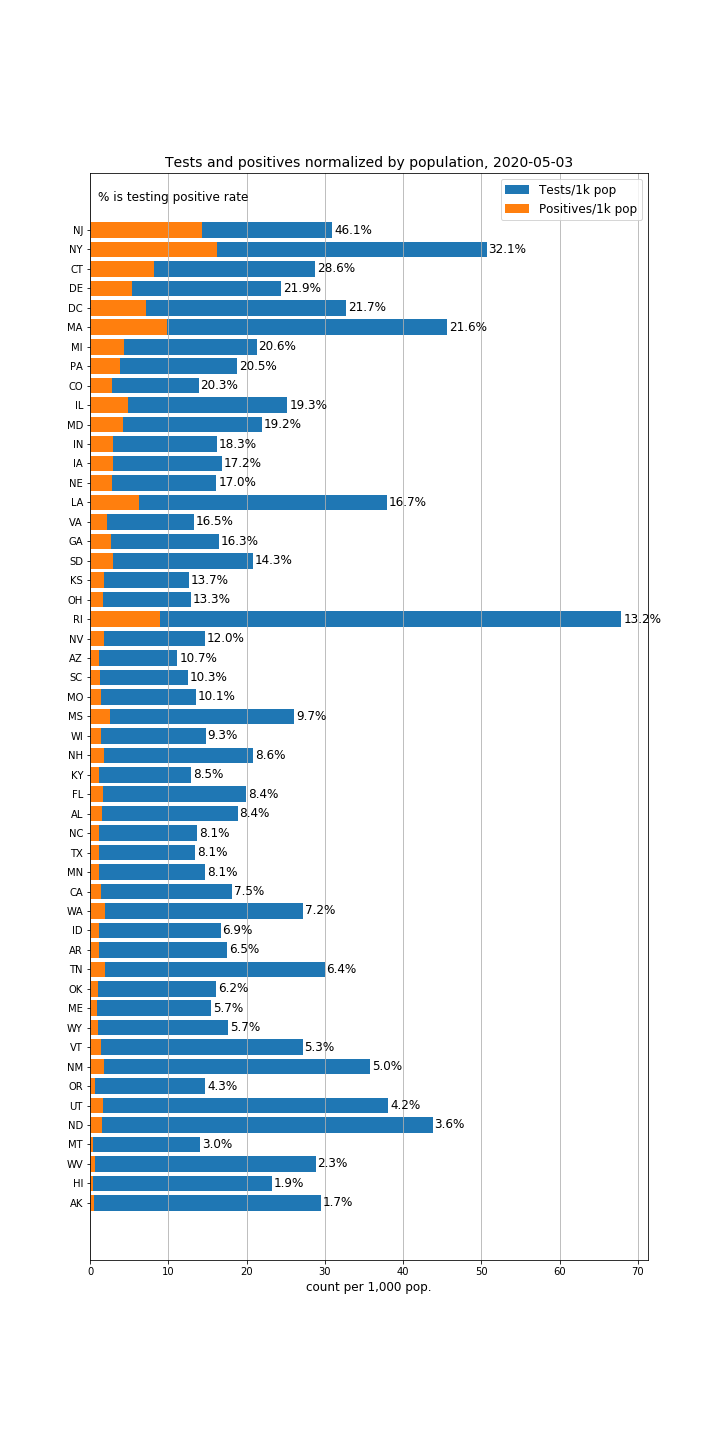 Tests and positives normalized by population, 2020-05-03
% is testing positive rate
Tests/1k pop
Positives/1k pop
NJ 46.1%
NY 32.1%
CT 28.6%
DE 21.9%
DC 21.7%
MA 21.6%
MI 20.6%
PA 20.5%
CO 20.3%
IL 19.3%
MD 19.2%
IN 18.3%
IA 17.2%
NE 17.0%
LA 16.7%
VA 16.5%
GA 16.3%
SD 14.3%
KS 13.7%
OH 13.3%
RI 13.2%
NV 12.0%
AZ 10.7%
SC 10.3%
MO 10.1%
MS 9.7%
WI 9.3%
NH 8.6%
KY 8.5%
FL 8.4%
AL 8.4%
NC 8.1%
TX 8.1%
MN 8.1%
CA 7.5%
WA 7.2%
ID 6.9%
AR 6.5%
TN 6.4%
OK 6.2%
ME 5.7%
WY 5.7%
VT 5.3%
NM 5.0%
OR 4.3%
UT 4.2%
ND 3.6%
MT 3.0%
WV 2.3%
HI 1.9%
AK 1.7%
0 10 20 30 40 50 60 70
count per 1,000 pop.